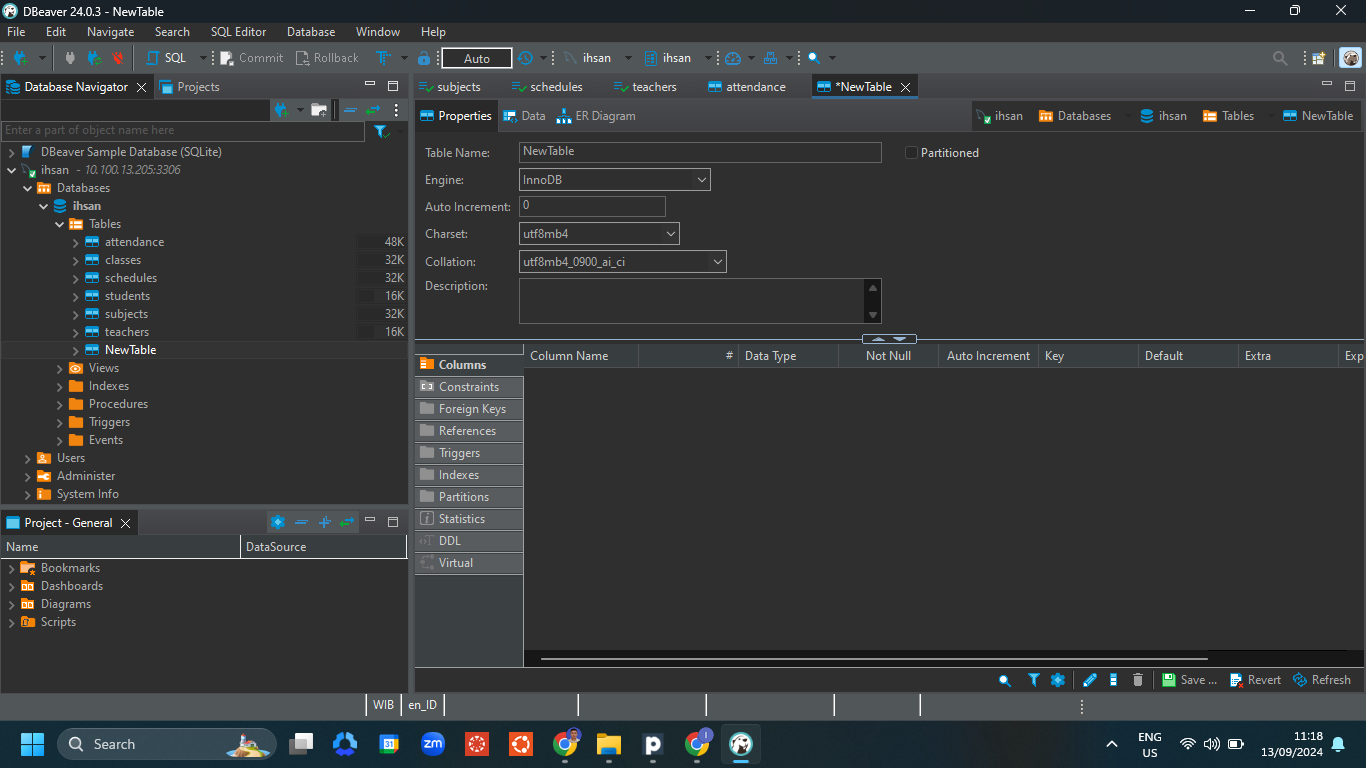 DBeaver 24.0.3 - NewTable
File Edit Navigate Search SQL Editor Database Window Help
SQL Commit Rollback Auto ihsan ihsan
Database Navigator Projects
Enter a part of object name here
DBeaver Sample Database (SQLite)
ihsan - 10.100.13.205:3306
Databases
ihsan
Tables
attendance 48K
classes 32K
schedules 32K
students 16K
subjects 32K
teachers 16K
NewTable
Views
Indexes
Procedures
Triggers
Events
Users
Administer
System Info
Project - General
Name DataSource
Bookmarks
Dashboards
Diagrams
Scripts
subjects schedules teachers attendance *NewTable
Properties Data ER Diagram ihsan Databases ihsan Tables NewTable
Table Name: NewTable Partitioned
Engine: InnoDB
Auto Increment: 0
Charset: utf8mb4
Collation: utf8mb4_0900_ai_ci
Description:
Column Name # Data Type Not Null Auto Increment Key Default Extra Exp
Columns
Constraints
Foreign Keys
References
Triggers
Indexes
Partitions
Statistics
DDL
Virtual
Save ... Revert Refresh
WIB en_ID
Search 31 zm ENG
US
11:18
13/09/2024